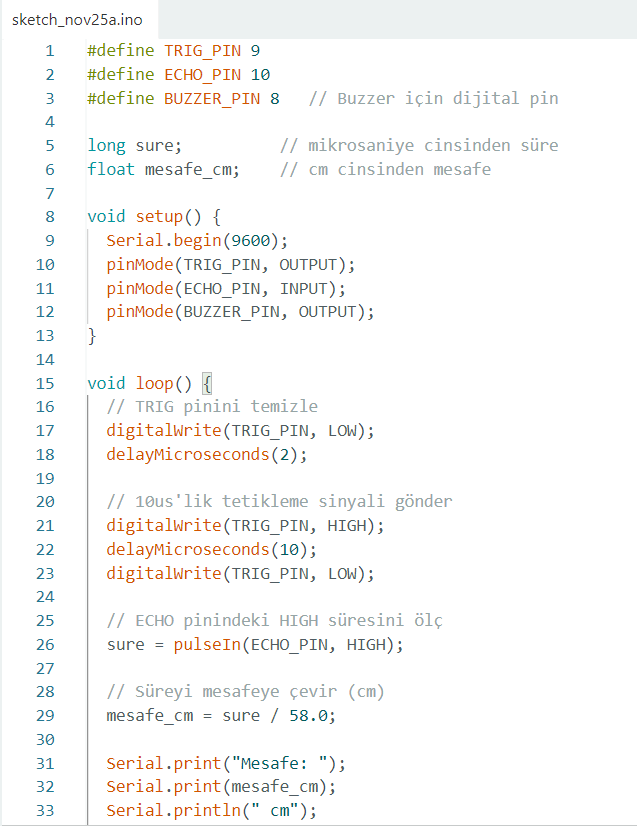 sketch_nov25a.ino
1 #define TRIG_PIN 9
2 #define ECHO_PIN 10
3 #define BUZZER_PIN 8   // Buzzer için dijital pin
4
5 long sure;          // mikrosaniye cinsinden süre
6 float mesafe_cm;    // cm cinsinden mesafe
7
8 void setup() {
9   Serial.begin(9600);
10   pinMode(TRIG_PIN, OUTPUT);
11   pinMode(ECHO_PIN, INPUT);
12   pinMode(BUZZER_PIN, OUTPUT);
13 }
14
15 void loop() {
16   // TRIG pinini temizle
17   digitalWrite(TRIG_PIN, LOW);
18   delayMicroseconds(2);
19
20   // 10us'lik tetikleme sinyali gönder
21   digitalWrite(TRIG_PIN, HIGH);
22   delayMicroseconds(10);
23   digitalWrite(TRIG_PIN, LOW);
24
25   // ECHO pinindeki HIGH süresini ölç
26   sure = pulseIn(ECHO_PIN, HIGH);
27
28   // Süreyi mesafeye çevir (cm)
29   mesafe_cm = sure / 58.0;
30
31   Serial.print("Mesafe: ");
32   Serial.print(mesafe_cm);
33   Serial.println(" cm");